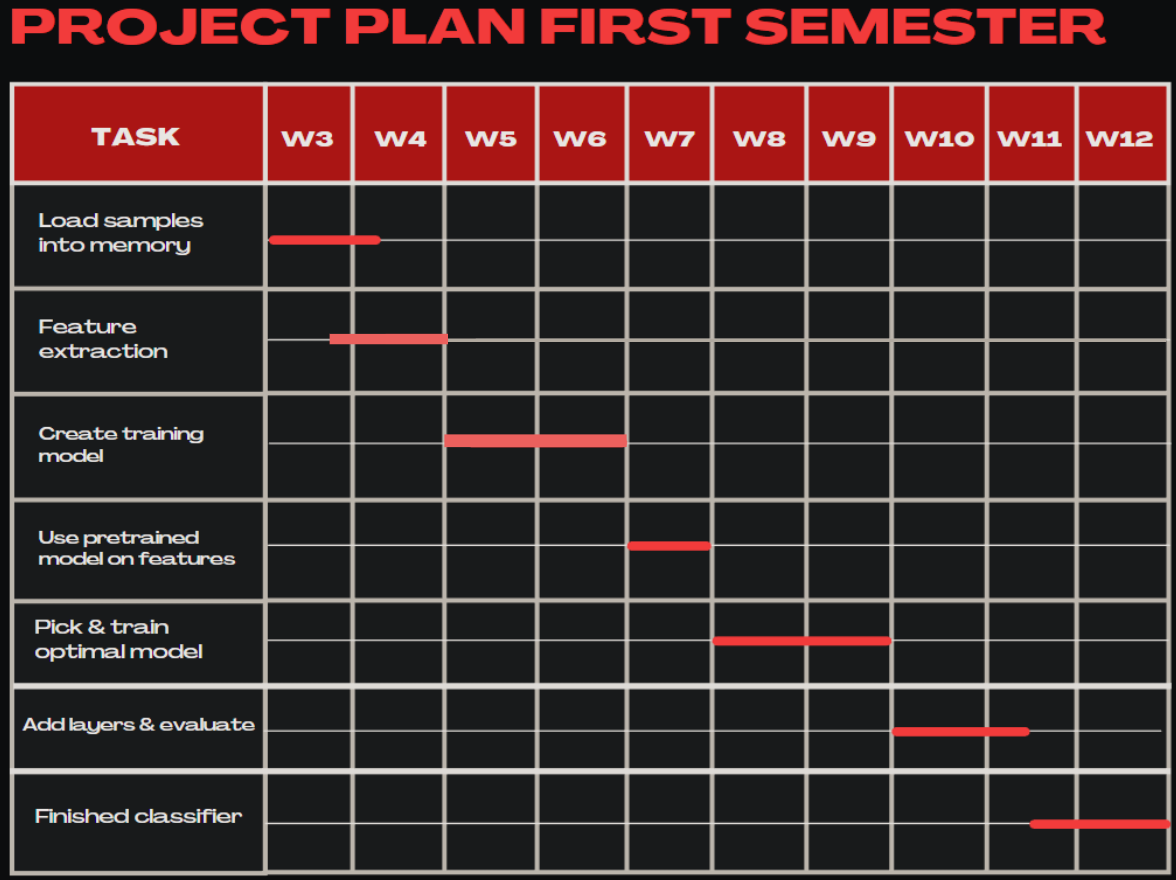 PROJECT PLAN FIRST SEMESTER
TASK W3 W4 W5 W6 W7 W8 W9 W10 W11 W12
Load samples
into memory
Feature
extraction
Create training
model
Use pretrained
model on features
Pick & train
optimal model
Add layers & evaluate
Finished classifier